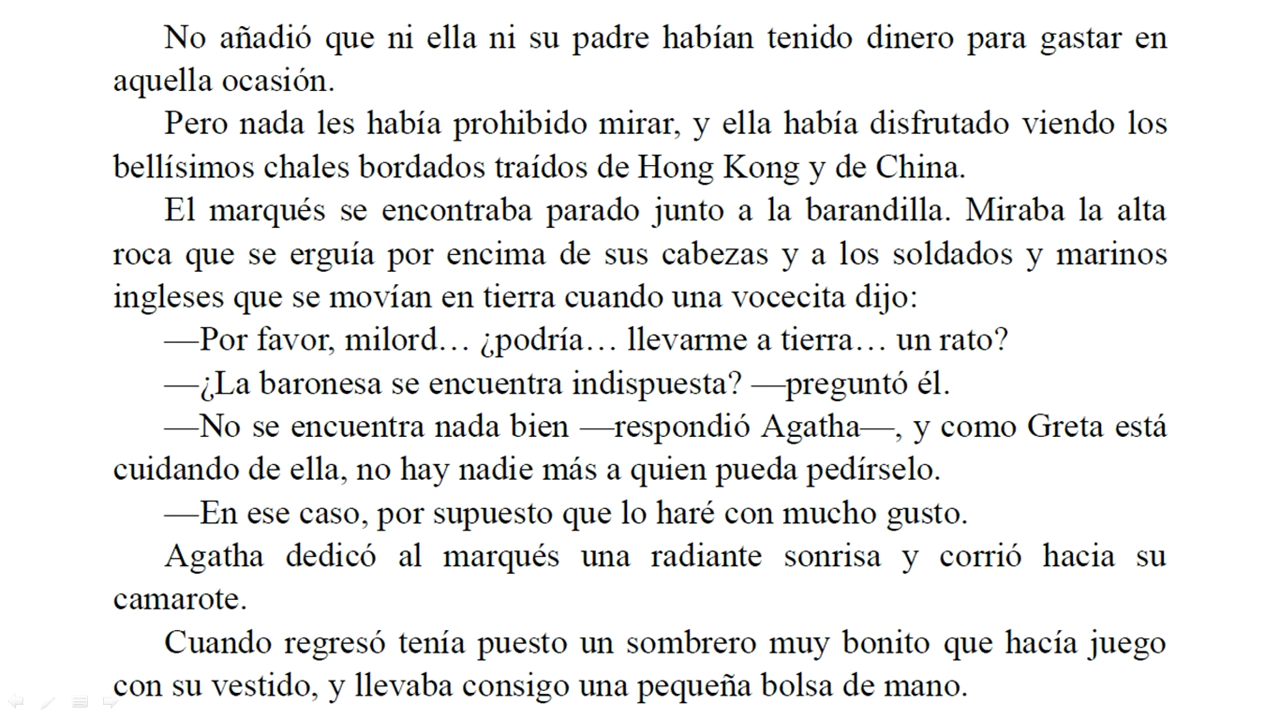 No añadió que ni ella ni su padre habían tenido dinero para gastar en
aquella ocasión.
Pero nada les había prohibido mirar, y ella había disfrutado viendo los
bellísimos chales bordados traídos de Hong Kong y de China.
El marqués se encontraba parado junto a la barandilla. Miraba la alta
roca que se erguía por encima de sus cabezas y a los soldados y marinos
ingleses que se movían en tierra cuando una vocecita dijo:
—Por favor, milord… ¿podría… llevarme a tierra… un rato?
—¿La baronesa se encuentra indispuesta? —preguntó él.
—No se encuentra nada bien —respondió Agatha—, y como Greta está
cuidando de ella, no hay nadie más a quien pueda pedírselo.
—En ese caso, por supuesto que lo haré con mucho gusto.
Agatha dedicó al marqués una radiante sonrisa y corrió hacia su
camarote.
Cuando regresó tenía puesto un sombrero muy bonito que hacía juego
con su vestido, y llevaba consigo una pequeña bolsa de mano.